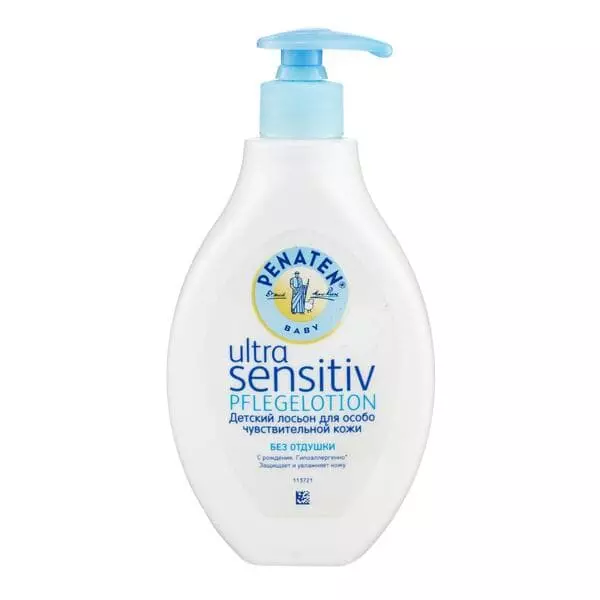 PENATEN®
BABY
ultra
sensitiv
PFLEGELOTION
Детский лосьон для особо
чувствительной кожи
БЕЗ ОТДУШКИ
С рождения. Гипоаллергенно*
Защищает и увлажняет кожу
113721